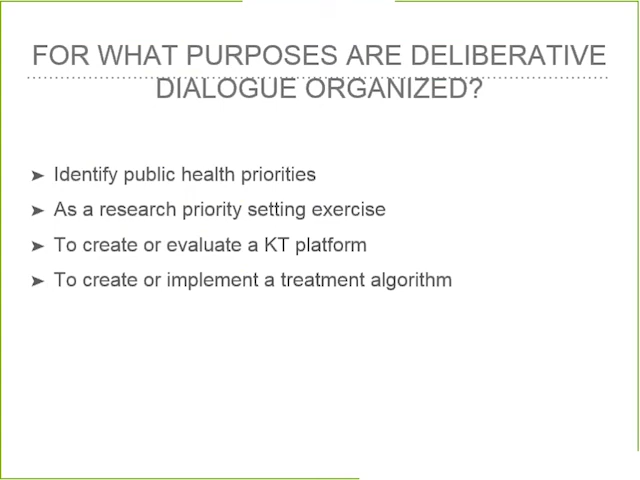 FOR WHAT PURPOSES ARE DELIBERATIVE
DIALOGUE ORGANIZED?
➤ Identify public health priorities
➤ As a research priority setting exercise
➤ To create or evaluate a KT platform
➤ To create or implement a treatment algorithm